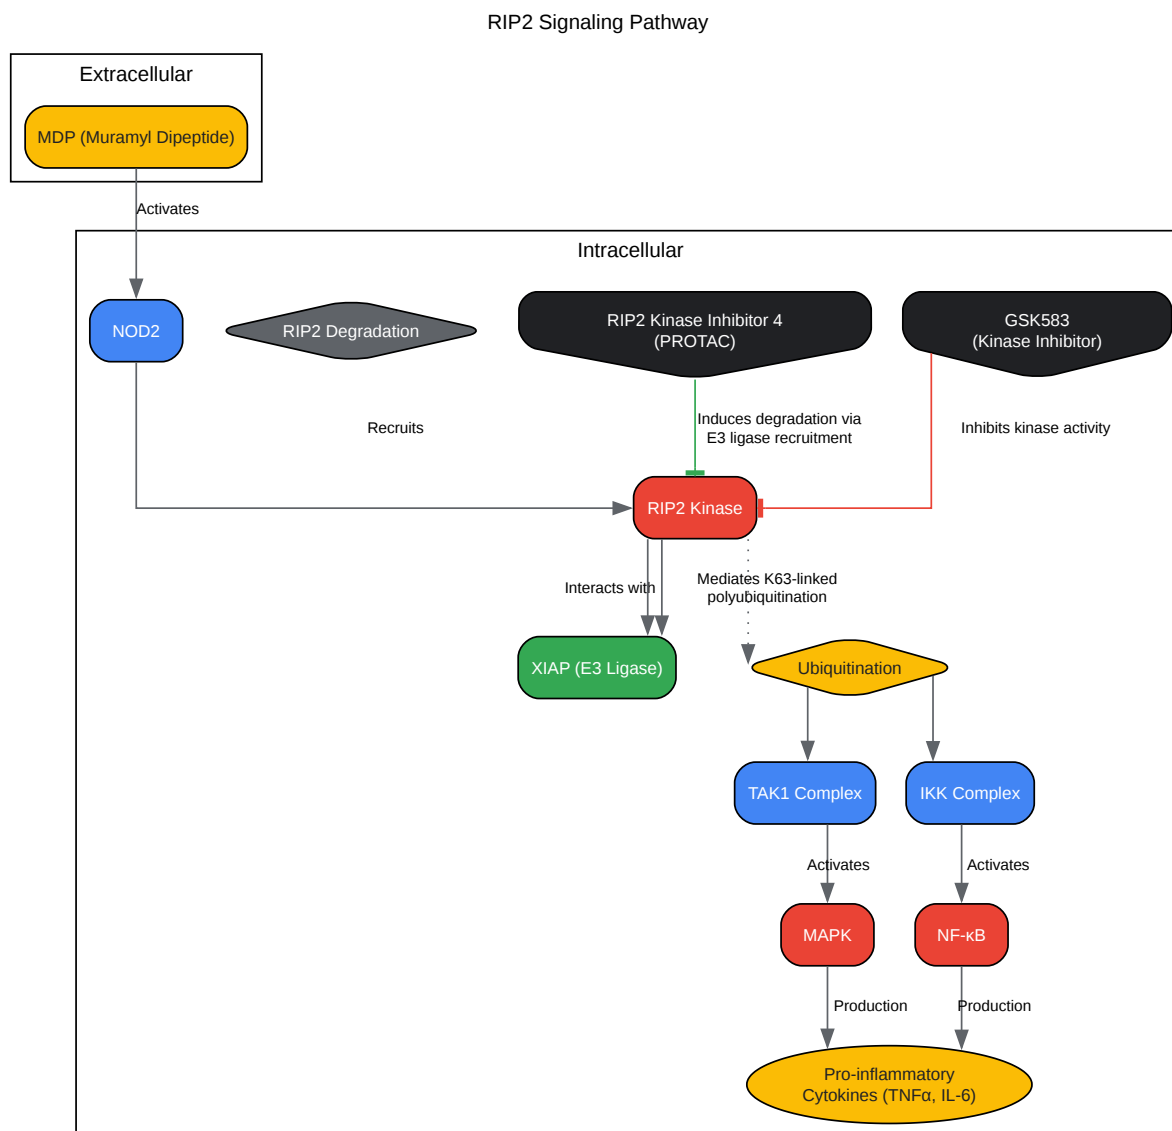 RIP2 Signaling Pathway
Extracellular
MDP (Muramyl Dipeptide)
Activates
Intracellular
NOD2
RIP2 Degradation
RIP2 Kinase Inhibitor 4
(PROTAC)
GSK583
(Kinase Inhibitor)
Recruits
Induces degradation via
E3 ligase recruitment
Inhibits kinase activity
RIP2 Kinase
Interacts with
Mediates K63-linked
polyubiquitination
XIAP (E3 Ligase)
Ubiquitination
TAK1 Complex
IKK Complex
Activates
Activates
MAPK
NF-κB
Production
Production
Pro-inflammatory
Cytokines (TNFα, IL-6)